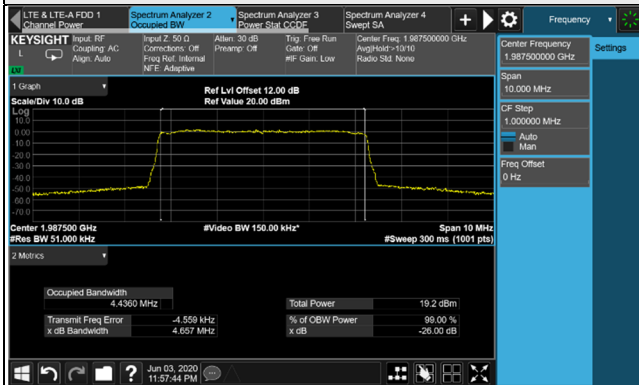 LTE & LTE-A FDD 1
Channel Power
Spectrum Analyzer 2
Occupied BW
Spectrum Analyzer 3
Power Stat CCDF
Spectrum Analyzer 4
Swept SA
Frequency
KEYSIGHT
L
Input: RF
Coupling: AC
Align: Auto
Input Z: 50 Ω
Corrections: Off
Freq Ref: Internal
NFE: Adaptive
Atten: 30 dB
Preamp: Off
Trig: Free Run
Gate: Off
#IF Gain: Low
Center Freq: 1.987500000 GHz
Avg|Hold:>10/10
Radio Std: None
Center Frequency
1.987500000 GHz
Settings
Span
10.000 MHz
CF Step
1.000000 MHz
Auto
Man
Freq Offset
0 Hz
1 Graph
Scale/Div 10.0 dB
Ref Lvl Offset 12.00 dB
Ref Value 20.00 dBm
Log
10.0
0.00
-10.0
-20.0
-30.0
-40.0
-50.0
-60.0
-70.0
Center 1.987500 GHz
#Res BW 51.000 kHz
#Video BW 150.00 kHz*
Span 10 MHz
#Sweep 300 ms (1001 pts)
2 Metrics
Occupied Bandwidth
4.4360 MHz
Transmit Freq Error -4.559 kHz
x dB Bandwidth 4.657 MHz
Total Power 19.2 dBm
% of OBW Power 99.00 %
x dB -26.00 dB
Jun 03, 2020
11:57:44 PM